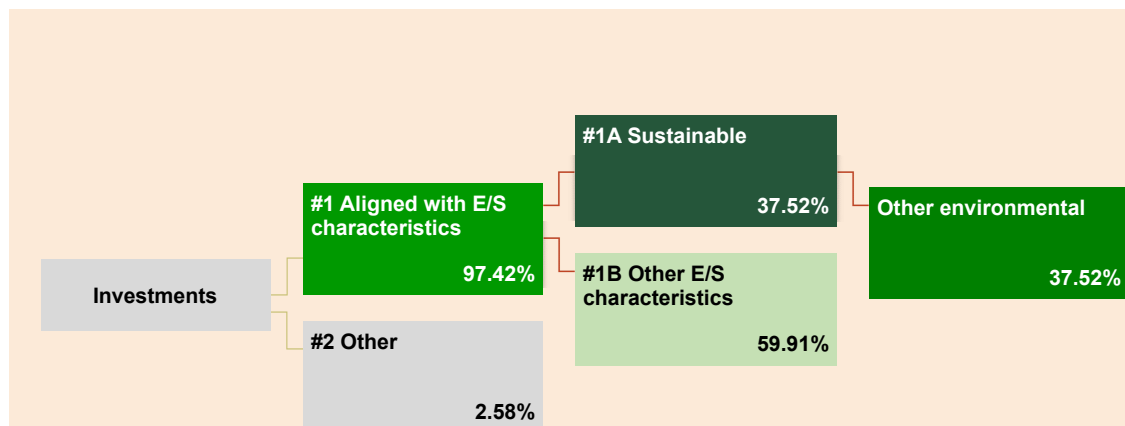 Investments
#1 Aligned with E/S
characteristics
97.42%
#2 Other
2.58%
#1A Sustainable
37.52%
#1B Other E/S
characteristics
59.91%
Other environmental
37.52%